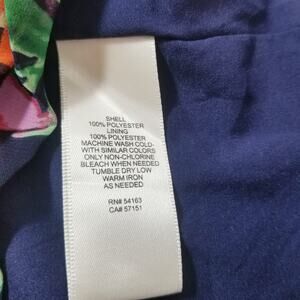 SHELL
100% POLYESTER
LINING
100% POLYESTER
MACHINE WASH COLD-
WITH SIMILAR COLORS
ONLY NON-CHLORINE
BLEACH WHEN NEEDED
TUMBLE DRY LOW
WARM IRON
AS NEEDED
RN# 54163
CA# 57151